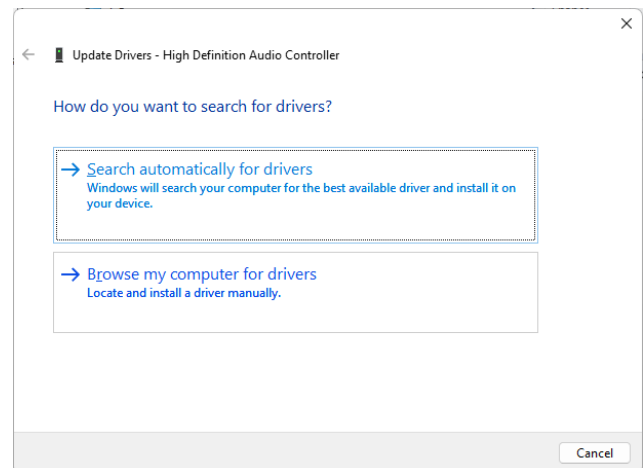 Update Drivers - High Definition Audio Controller
How do you want to search for drivers?
Search automatically for drivers
Windows will search your computer for the best available driver and install it on
your device.
Browse my computer for drivers
Locate and install a driver manually.
Cancel